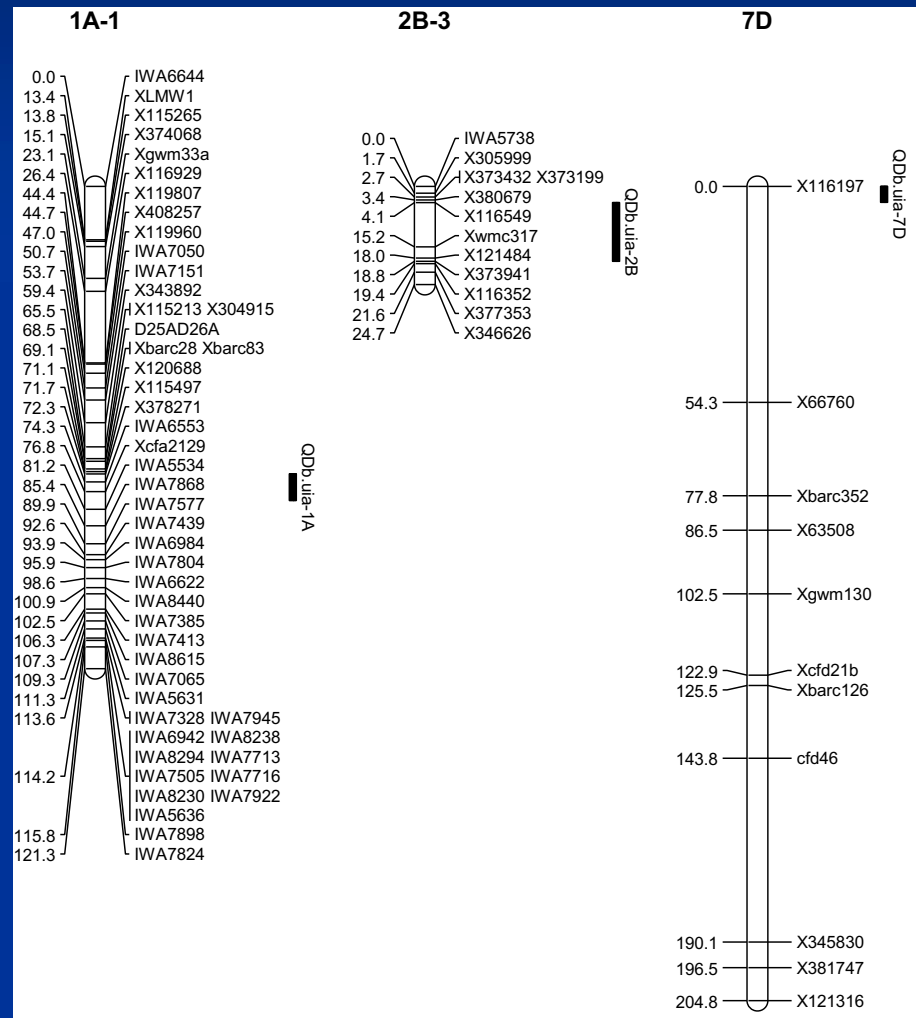 1A-1
0.0 IWA6644
13.4 XLMW1
13.8 X115265
15.1 X374068
23.1 Xgwm33a
26.4 X116929
44.4 X119807
44.7 X408257
47.0 X119960
50.7 IWA7050
53.7 IWA7151
59.4 X343892
65.5 X115213 X304915
68.5 D25AD26A
69.1 Xbarc28 Xbarc83
71.1 X120688
71.7 X115497
72.3 X378271
74.3 IWA6553
76.8 Xcfa2129
81.2 IWA5534
85.4 IWA7868
89.9 IWA7577
92.6 IWA7439
93.9 IWA6984
95.9 IWA7804
98.6 IWA6622
100.9 IWA8440
102.5 IWA7385
106.3 IWA7413
107.3 IWA8615
109.3 IWA7065
111.3 IWA5631
113.6 IWA7328 IWA7945
IWA6942 IWA8238
IWA8294 IWA7713
114.2 IWA7505 IWA7716
IWA8230 IWA7922
IWA5636
115.8 IWA7898
121.3 IWA7824
QDb.uia-1A
2B-3
0.0 IWA5738
1.7 X305999
2.7 X373432 X373199
3.4 X380679
4.1 X116549
15.2 Xwmc317
18.0 X121484
18.8 X373941
19.4 X116352
21.6 X377353
24.7 X346626
QDb.uia-2B
7D
0.0 X116197
54.3 X66760
77.8 Xbarc352
86.5 X63508
102.5 Xgwm130
122.9 Xcfd21b
125.5 Xbarc126
143.8 cfd46
190.1 X345830
196.5 X381747
204.8 X121316
QDb.uia-7D